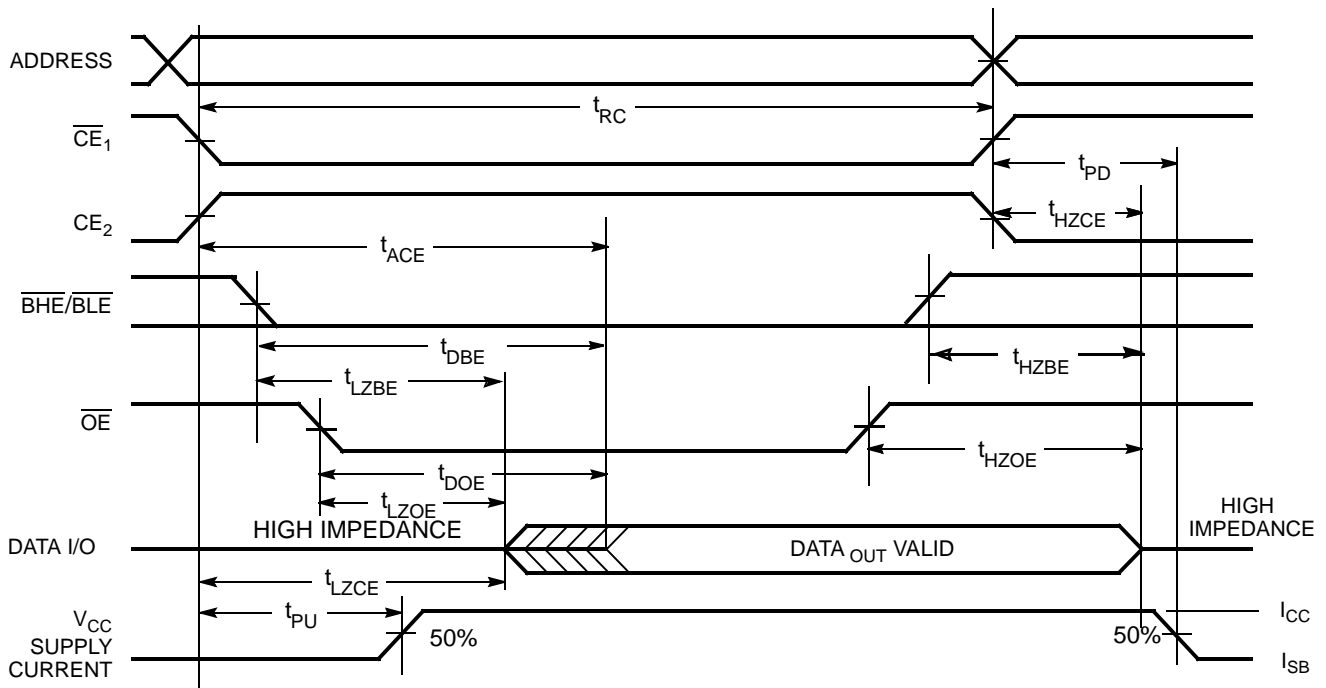 ADDRESS
tRC
CE1
tPD
CE2
tHZCE
tACE
BHE/BLE
tDBE
tHZBE
tLZBE
OE
tHZOE
tDOE
tLZOE
HIGH IMPEDANCE
HIGH
IMPEDANCE
DATA I/O
DATA OUT VALID
tLZCE
tPU
VCC
SUPPLY
CURRENT
50%
50%
ICC
ISB